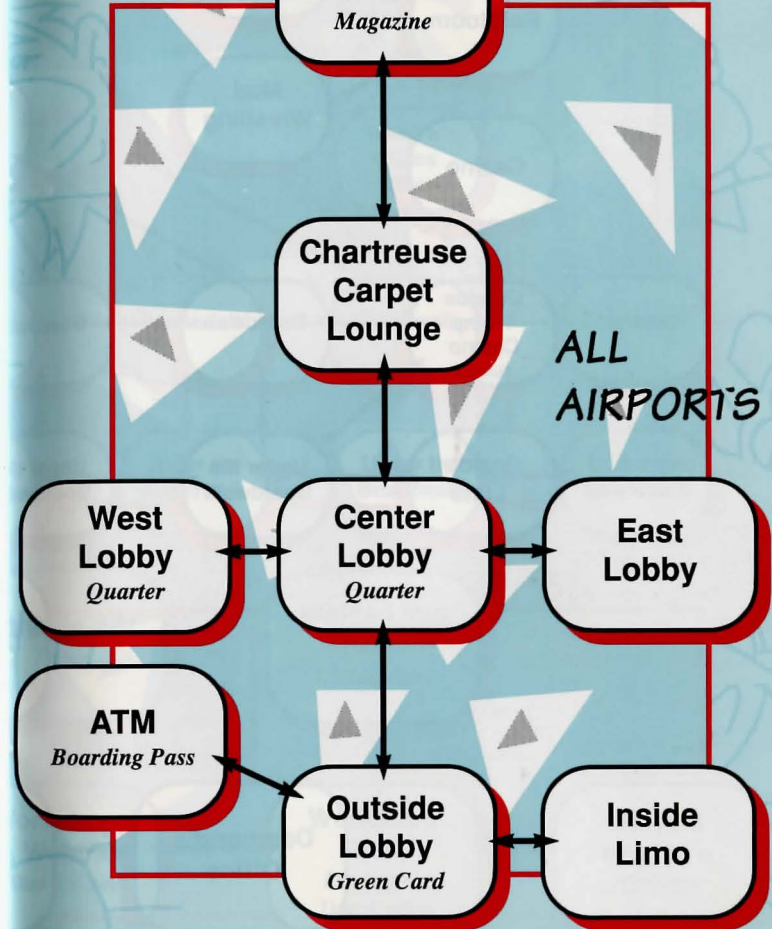 Magazine
Chartreuse
Carpet
Lounge
ALL
AIRPORTS
West
Lobby
Quarter
Center
Lobby
Quarter
East
Lobby
ATM
Boarding Pass
Outside
Lobby
Green Card
Inside
Limo